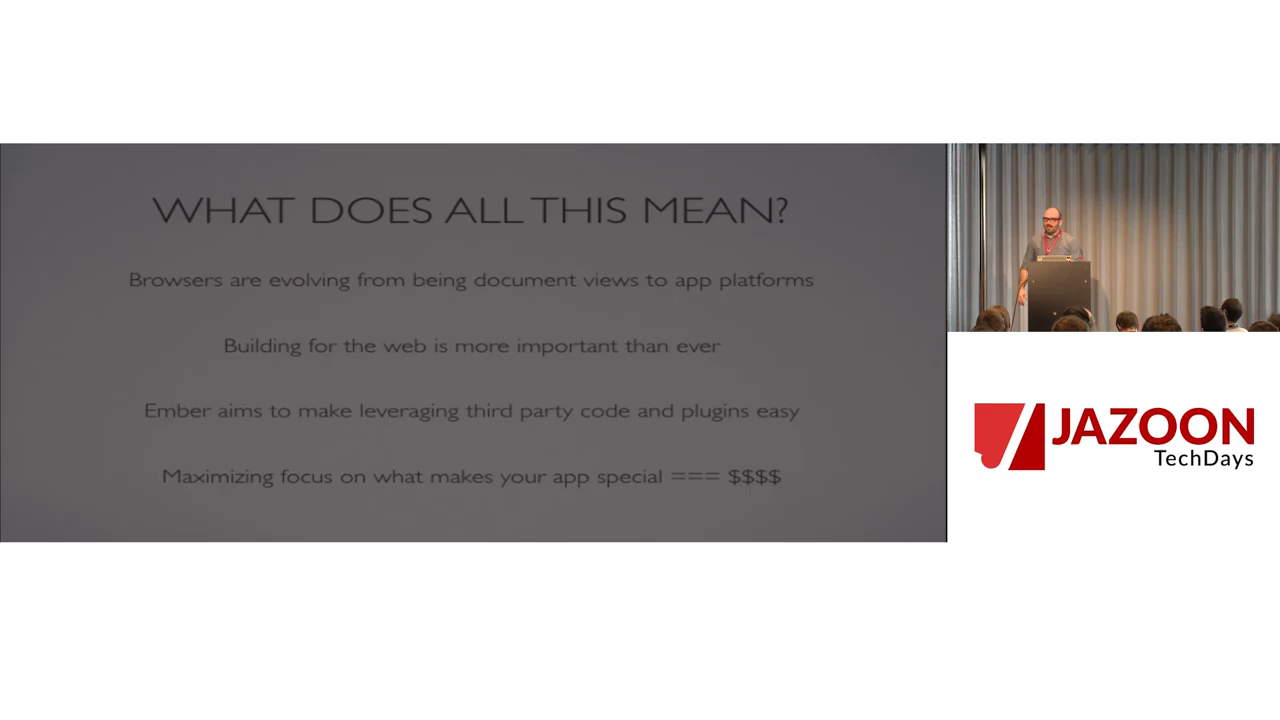 WHAT DOES ALL THIS MEAN?
Browsers are evolving from being document views to app platforms
Building for the web is more important than ever
Ember aims to make leveraging third party code and plugins easy
Maximizing focus on what makes your app special === $$$$
JAZOON
TechDays